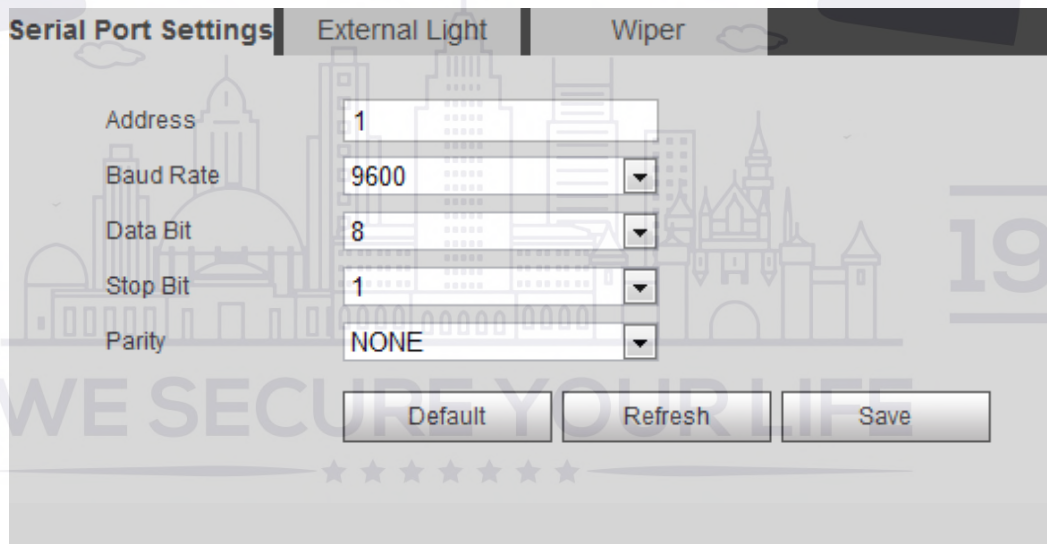 Serial Port Settings External Light Wiper
Address 1
Baud Rate 9600
Data Bit 8
Stop Bit 1
Parity NONE
Default Refresh Save
WE SECURE YOUR LIFE
19